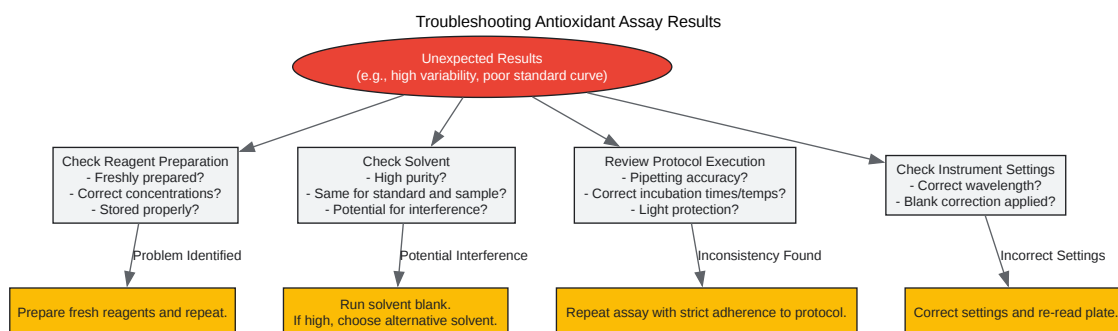 Troubleshooting Antioxidant Assay Results
Unexpected Results
(e.g., high variability, poor standard curve)
Check Reagent Preparation
- Freshly prepared?
- Correct concentrations?
- Stored properly?
Check Solvent
- High purity?
- Same for standard and sample?
- Potential for interference?
Review Protocol Execution
- Pipetting accuracy?
- Correct incubation times/temps?
- Light protection?
Check Instrument Settings
- Correct wavelength?
- Blank correction applied?
Problem Identified
Potential Interference
Inconsistency Found
Incorrect Settings
Prepare fresh reagents and repeat.
Run solvent blank.
If high, choose alternative solvent.
Repeat assay with strict adherence to protocol.
Correct settings and re-read plate.